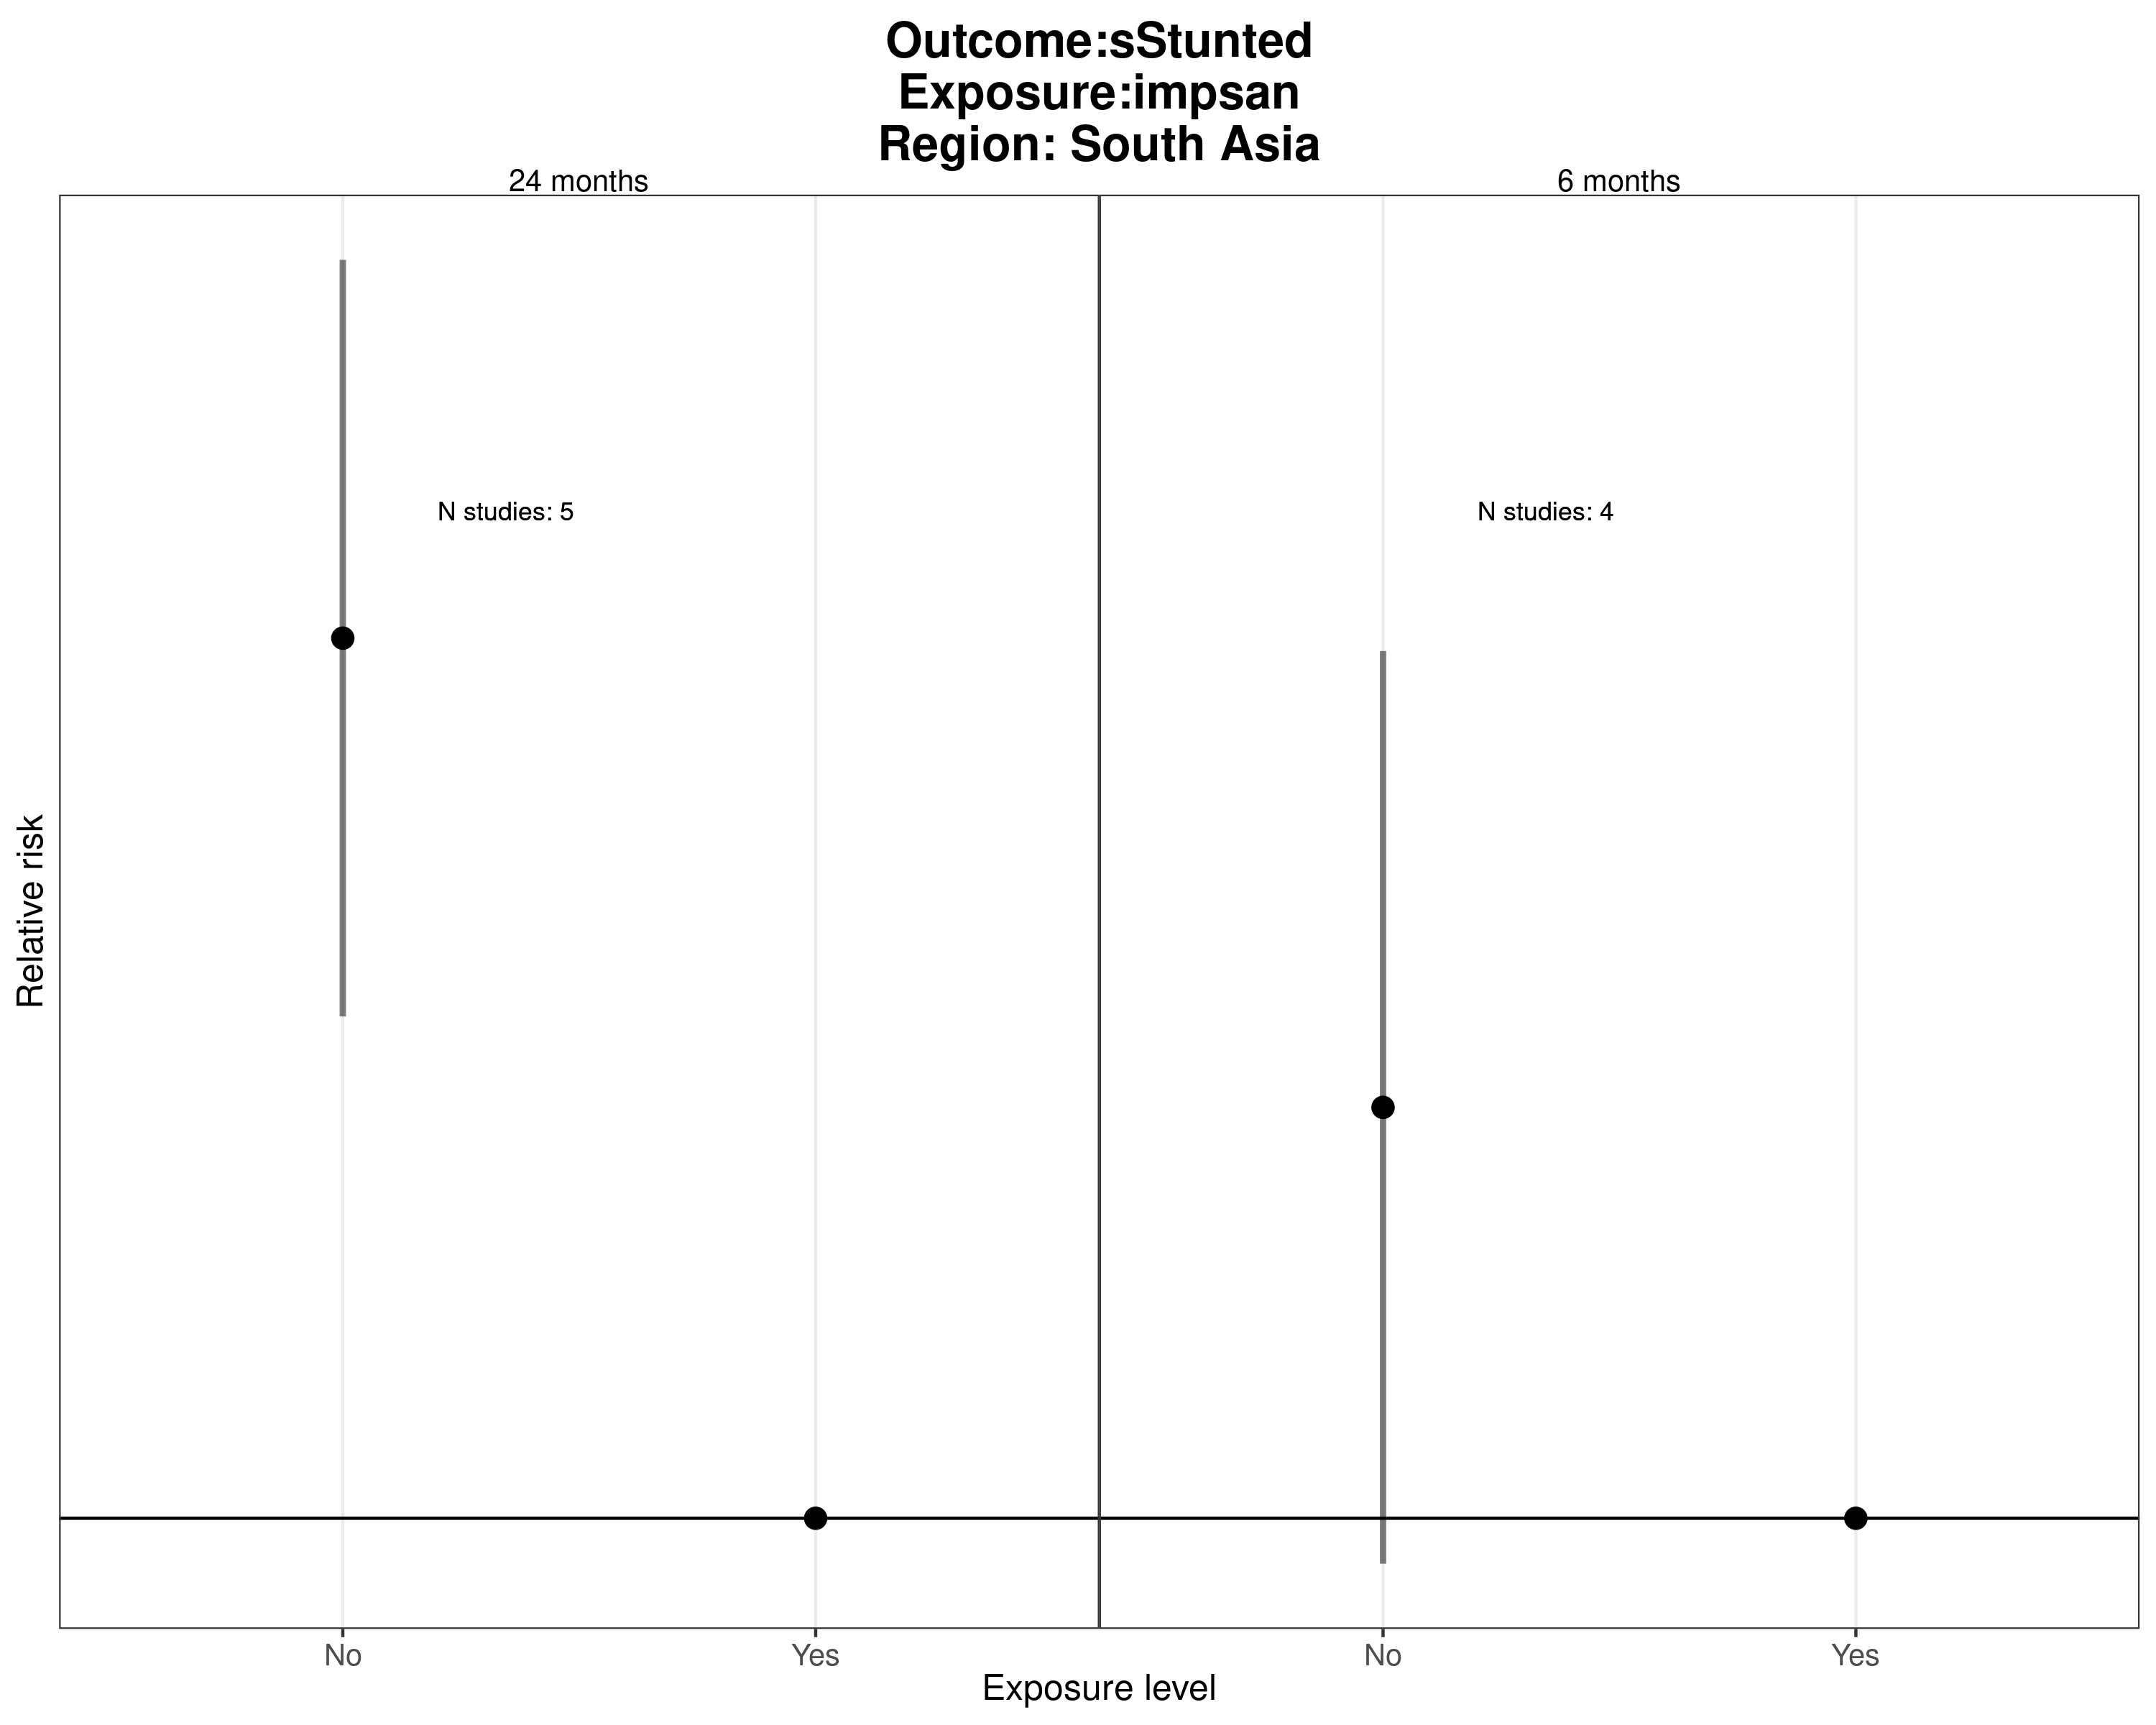 Outcome:sStunted
Exposure:impsan
Region: South Asia
24 months
6 months
N studies: 5
N studies: 4
Relative risk
No
Yes
No
Yes
Exposure level